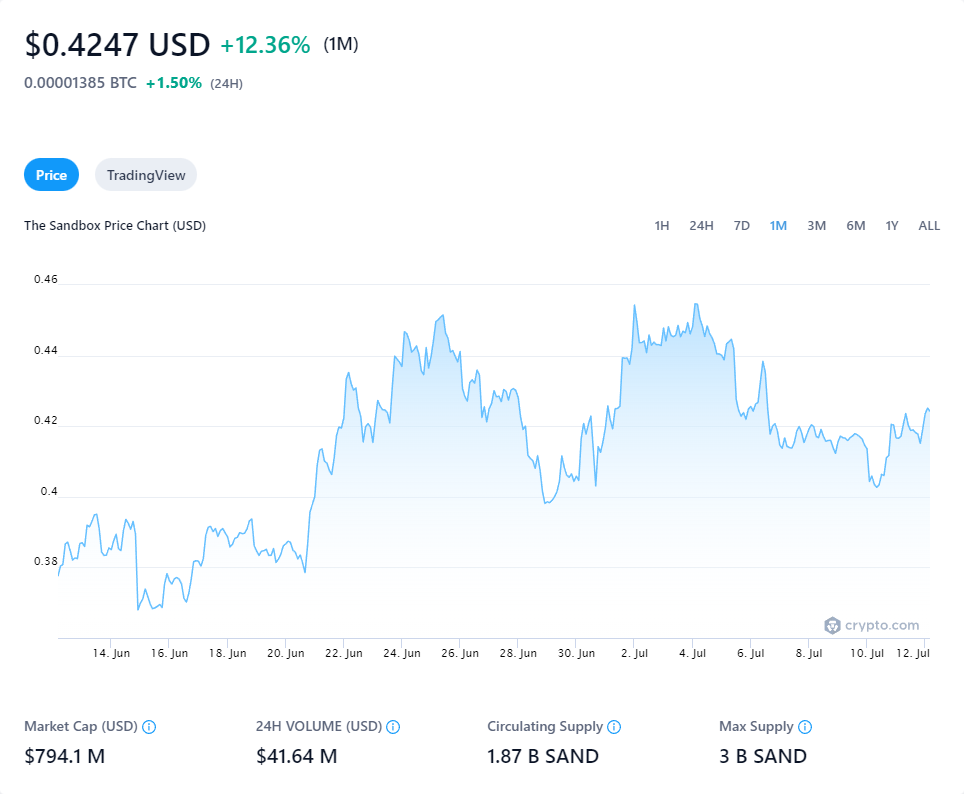 $0.4247 USD +12.36% (1M)
0.00001385 BTC +1.50% (24H)
Price TradingView
The Sandbox Price Chart (USD) 1H 24H 7D 1M 3M 6M 1Y ALL
0.46
0.44
0.42
0.4
0.38
crypto.com
14. Jun 16. Jun 18. Jun 20. Jun 22. Jun 24. Jun 26. Jun 28. Jun 30. Jun 2. Jul 4. Jul 6. Jul 8. Jul 10. Jul 12. Jul
Market Cap (USD) 24H VOLUME (USD) Circulating Supply Max Supply
$794.1 M $41.64 M 1.87 B SAND 3 B SAND